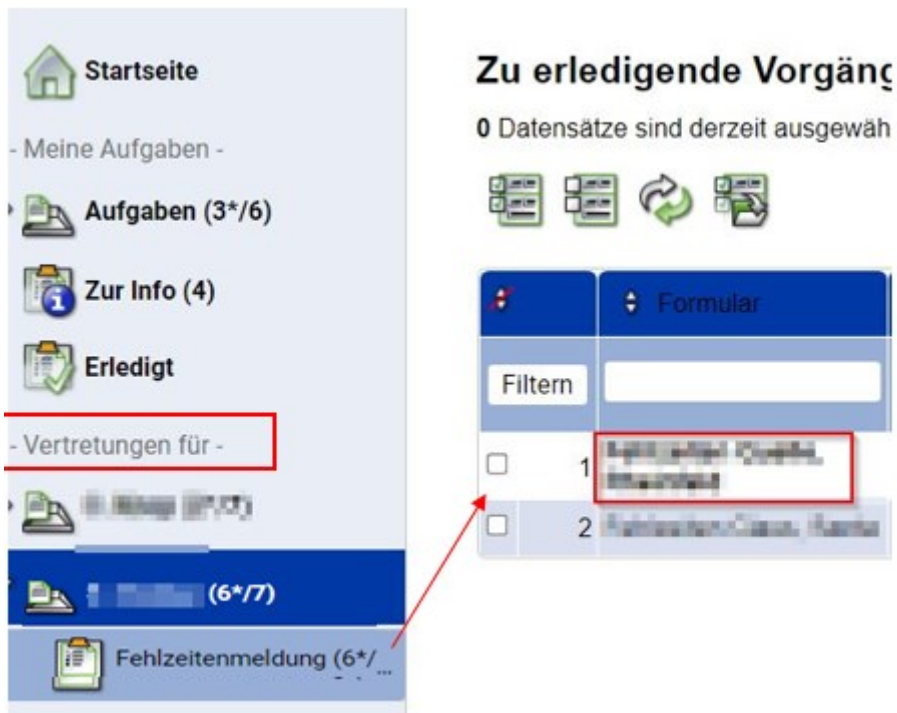 Startseite
- Meine Aufgaben -
Aufgaben (3*/6)
Zur Info (4)
Erledigt
- Vertretungen für -
(6*/7)
Fehlzeitenmeldung (6*/ ...
Zu erledigende Vorgäng
0 Datensätze sind derzeit ausgewäh
Formular
Filtern
1
2